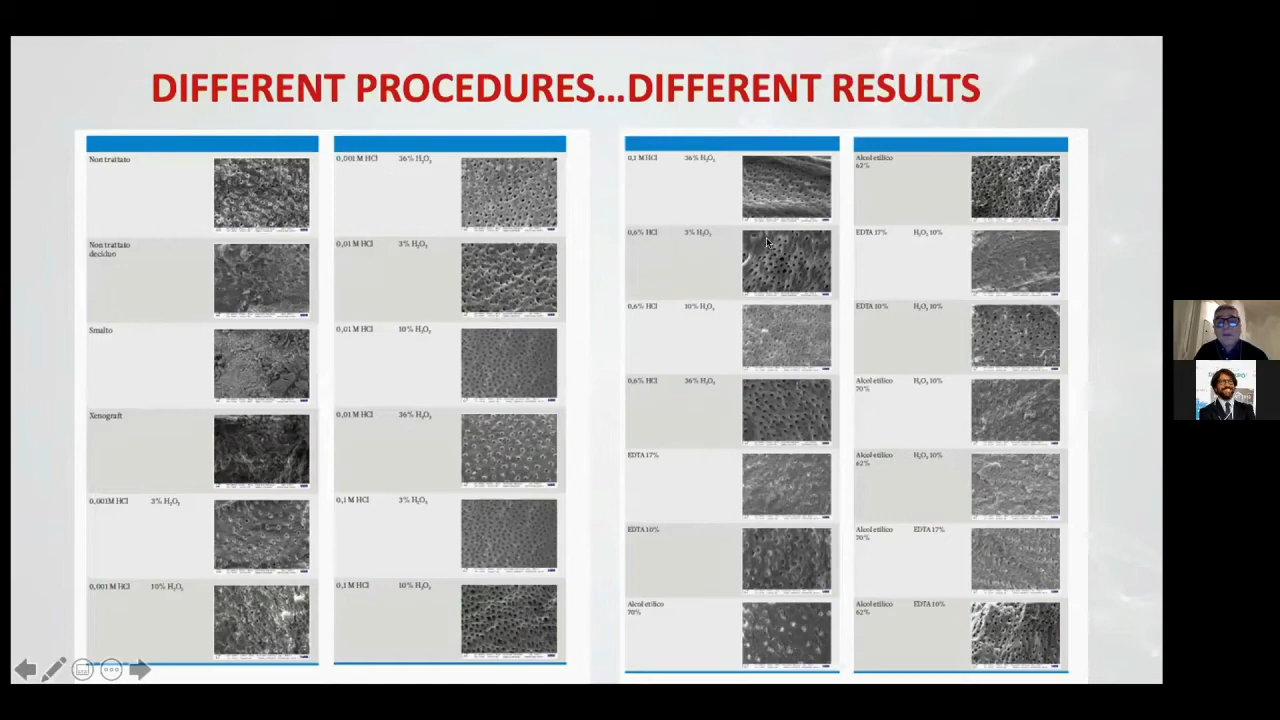 DIFFERENT PROCEDURES...DIFFERENT RESULTS
Non trattato
Non trattato
deciduo
Smalto
Xenograft
0,001M HCl 3% H₂O₂
0,001 M HCl 10% H₂O₂
0,001 M HCl 36% H₂O₂
0,01 M HCl 3% H₂O₂
0,01 M HCl 10% H₂O₂
0,01 M HCl 36% H₂O₂
0,1 M HCl 3% H₂O₂
0,1 M HCl 10% H₂O₂
0,1 M HCl 36% H₂O₂
0,6% HCl 3% H₂O₂
0,6% HCl 10% H₂O₂
0,6% HCl 36% H₂O₂
EDTA 17%
EDTA 10%
Alcol etilico
70%
Alcol etilico
62%
EDTA 17% H₂O₂ 10%
EDTA 10% H₂O₂ 10%
Alcol etilico H₂O₂ 10%
70%
Alcol etilico H₂O₂ 10%
62%
Alcol etilico EDTA 17%
70%
Alcol etilico EDTA 10%
62%